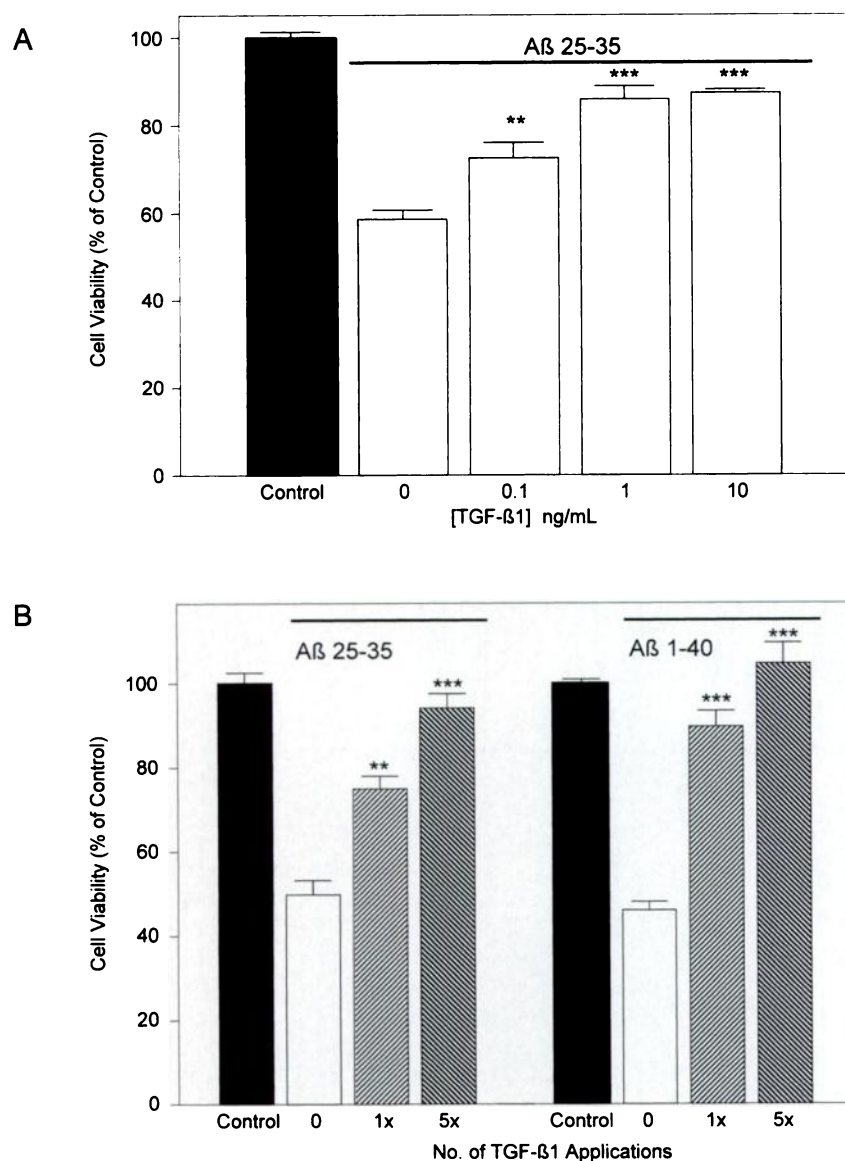 A
Aß 25-35
100
80
60
40
20
0
** *** ***
Cell Viability (% of Control)
Control 0 0.1 1 10
[TGF-ß1] ng/mL
B
Aß 25-35 Aß 1-40
100
80
60
40
20
0
** *** *** ***
Cell Viability (% of Control)
Control 0 1x 5x Control 0 1x 5x
No. of TGF-ß1 Applications